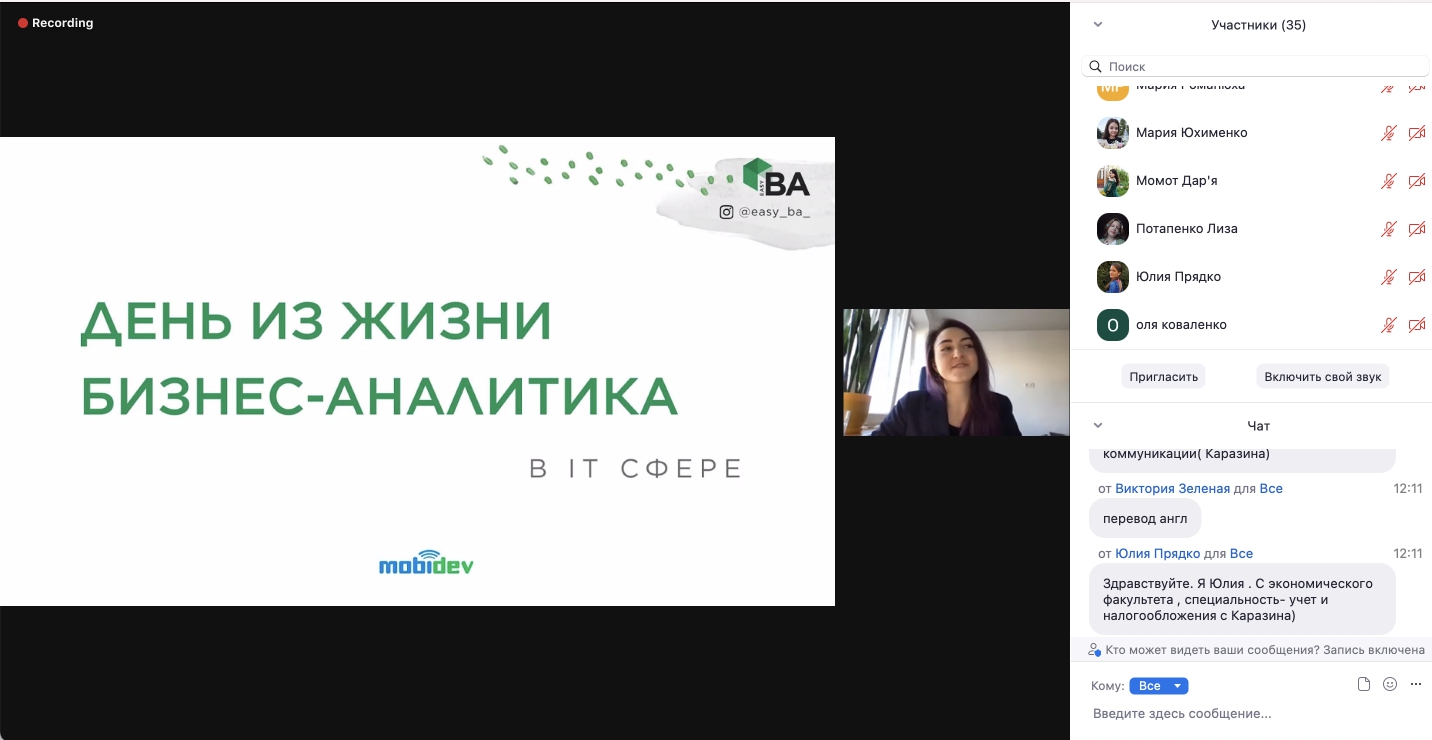 Recording
EASY
BA
@easy_ba_
ДЕНЬ ИЗ ЖИЗНИ
БИЗНЕС-АНАЛИТИКА
В IT СФЕРЕ
mobidev
Участники (35)
Поиск
МР Мария Романюха
Мария Юхименко
Момот Дар'я
Потапенко Лиза
Юлия Прядко
О оля коваленко
Пригласить Включить свой звук
Чат
коммуникации( Каразина)
от Виктория Зеленая для Все 12:11
перевод англ
от Юлия Прядко для Все 12:11
Здравствуйте. Я Юлия . С экономического
факультета , специальность- учет и
налогообложения с Каразина)
Кто может видеть ваши сообщения? Запись включена
Кому: Все
Введите здесь сообщение...